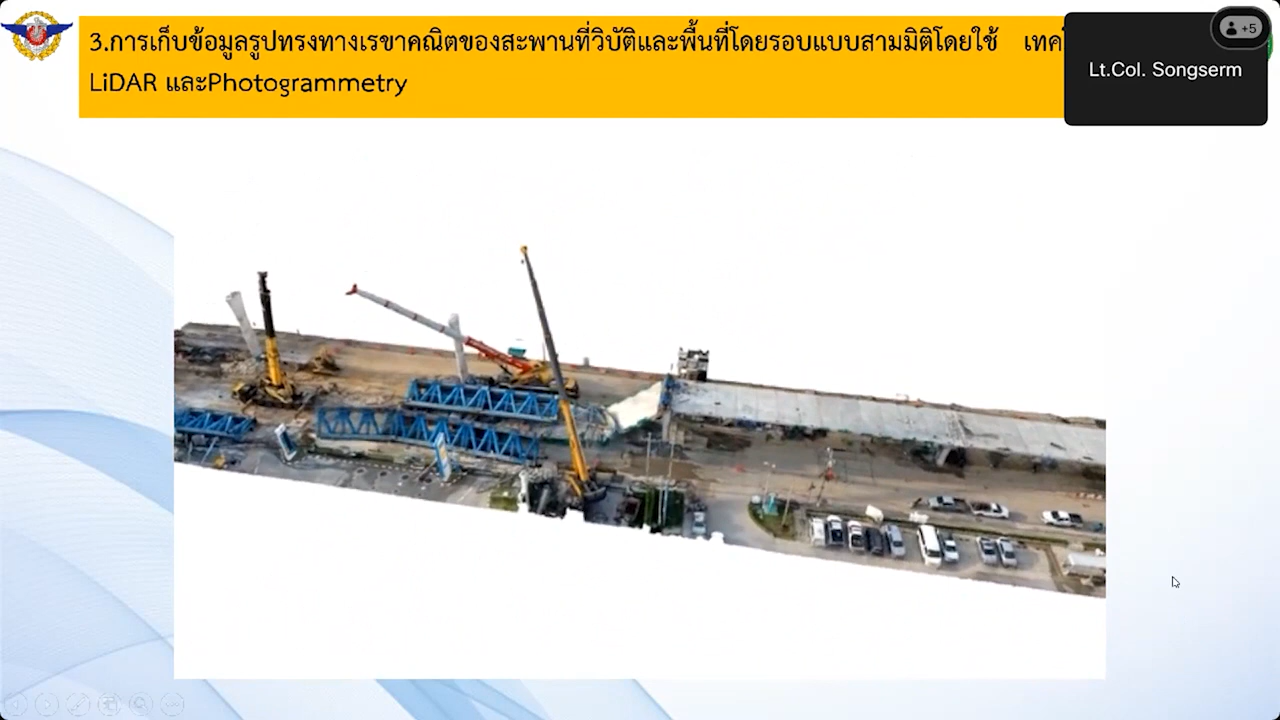 3.การเก็บข้อมูลรูปทรงทางเรขาคณิตของสะพานที่วิบัติและพื้นที่โดยรอบแบบสามมิติโดยใช้ เทค
LiDAR และPhotogrammetry
+5
Lt.Col. Songserm